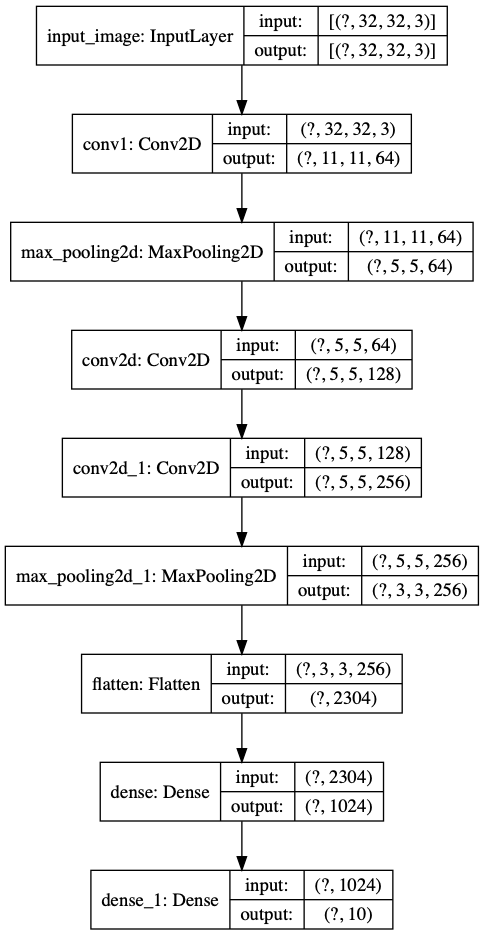 input_image: InputLayer
input: [(?, 32, 32, 3)]
output: [(?, 32, 32, 3)]
conv1: Conv2D
input: (?, 32, 32, 3)
output: (?, 11, 11, 64)
max_pooling2d: MaxPooling2D
input: (?, 11, 11, 64)
output: (?, 5, 5, 64)
conv2d: Conv2D
input: (?, 5, 5, 64)
output: (?, 5, 5, 128)
conv2d_1: Conv2D
input: (?, 5, 5, 128)
output: (?, 5, 5, 256)
max_pooling2d_1: MaxPooling2D
input: (?, 5, 5, 256)
output: (?, 3, 3, 256)
flatten: Flatten
input: (?, 3, 3, 256)
output: (?, 2304)
dense: Dense
input: (?, 2304)
output: (?, 1024)
dense_1: Dense
input: (?, 1024)
output: (?, 10)